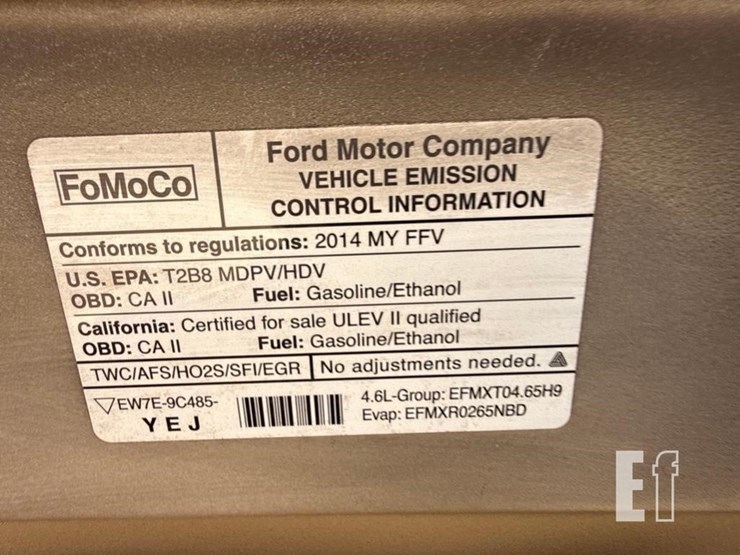 FoMoCo
Ford Motor Company
VEHICLE EMISSION
CONTROL INFORMATION
Conforms to regulations: 2014 MY FFV
U.S. EPA: T2B8 MDPV/HDV
OBD: CA II Fuel: Gasoline/Ethanol
California: Certified for sale ULEV II qualified
OBD: CA II Fuel: Gasoline/Ethanol
TWC/AFS/HO2S/SFI/EGR No adjustments needed.
EW7E-9C485-
YEJ
4.6L-Group: EFMXT04.65H9
Evap: EFMXR0265NBD
Ef